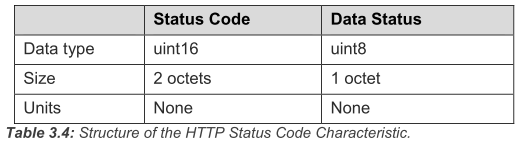 Status Code Data Status
Data type uint16 uint8
Size 2 octets 1 octet
Units None None
Table 3.4: Structure of the HTTP Status Code Characteristic.